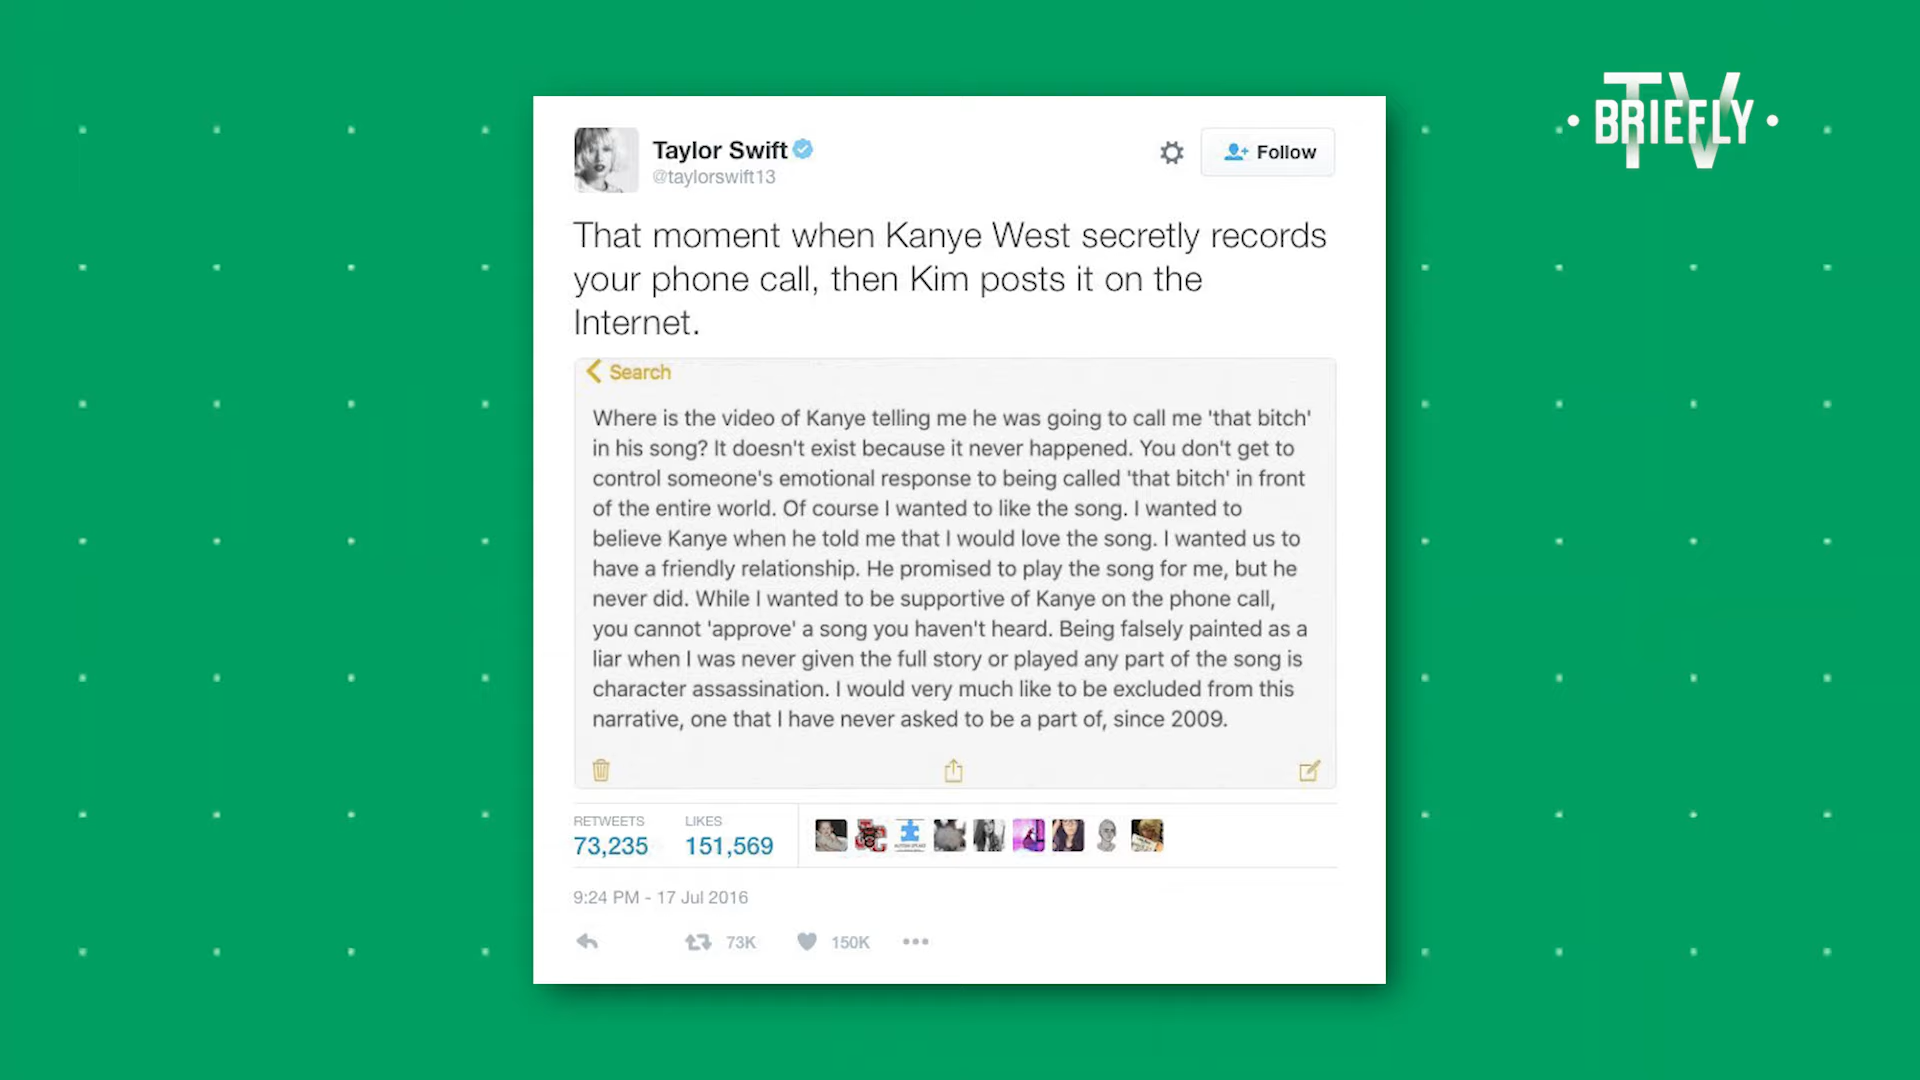 TV
BRIEFLY
Taylor Swift
@taylorswift13
Follow
That moment when Kanye West secretly records
your phone call, then Kim posts it on the
Internet.
Search
Where is the video of Kanye telling me he was going to call me 'that bitch'
in his song? It doesn't exist because it never happened. You don't get to
control someone's emotional response to being called 'that bitch' in front
of the entire world. Of course I wanted to like the song. I wanted to
believe Kanye when he told me that I would love the song. I wanted us to
have a friendly relationship. He promised to play the song for me, but he
never did. While I wanted to be supportive of Kanye on the phone call,
you cannot 'approve' a song you haven't heard. Being falsely painted as a
liar when I was never given the full story or played any part of the song is
character assassination. I would very much like to be excluded from this
narrative, one that I have never asked to be a part of, since 2009.
RETWEETS LIKES
73,235 151,569
9:24 PM - 17 Jul 2016
73K 150K